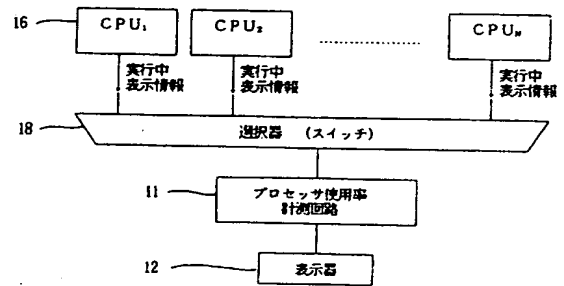 16
CPU₁
CPU₂
CPU_N
実行中
表示情報
実行中
表示情報
実行中
表示情報
18
選択器 (スイッチ)
11
プロセッサ使用率
計測回路
12
表示器